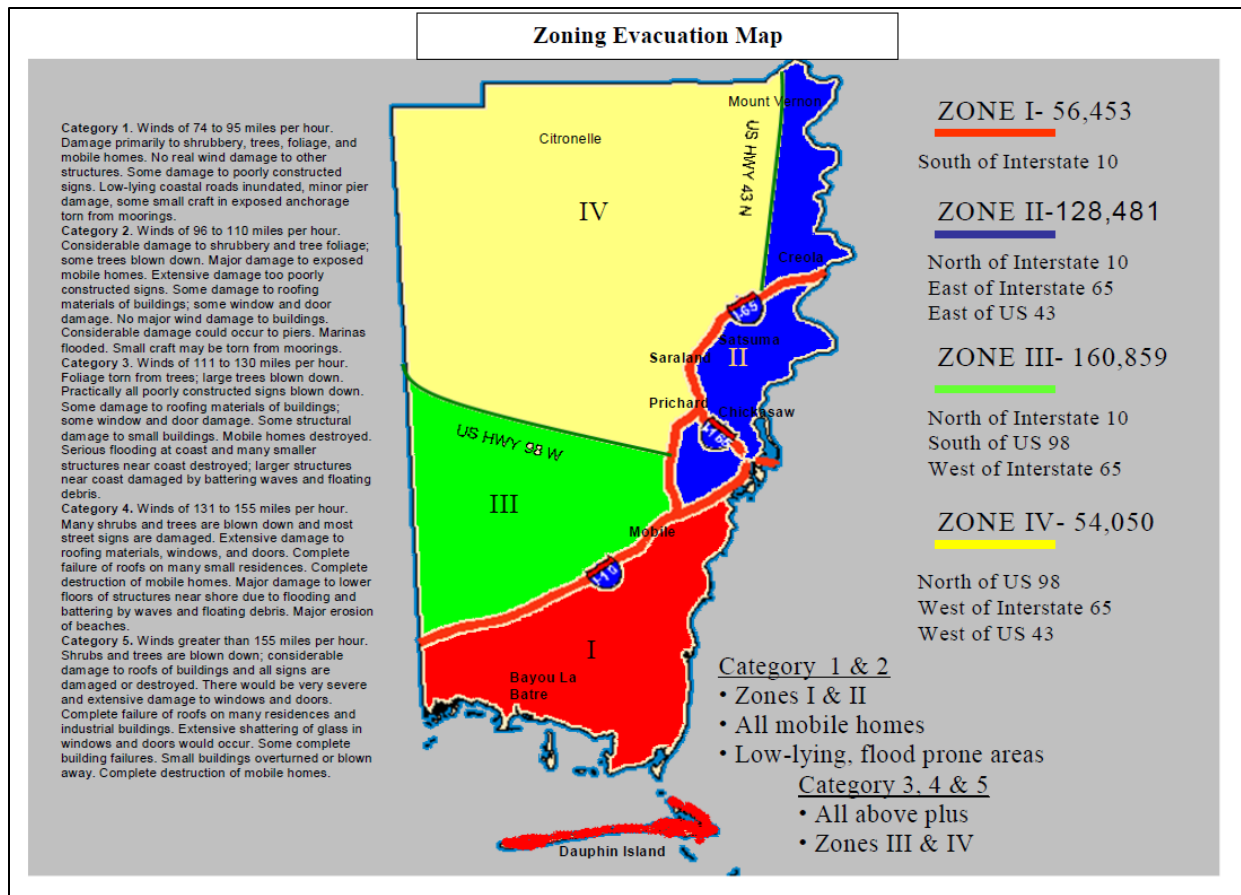 Zoning Evacuation Map
Category 1. Winds of 74 to 95 miles per hour.
Damage primarily to shrubbery, trees, foliage, and
mobile homes. No real wind damage to other
structures. Some damage to poorly constructed
signs. Low-lying coastal roads inundated, minor pier
damage, some small craft in exposed anchorage
torn from moorings.
Category 2. Winds of 96 to 110 miles per hour.
Considerable damage to shrubbery and tree foliage;
some trees blown down. Major damage to exposed
mobile homes. Extensive damage too poorly
constructed signs. Some damage to roofing
materials of buildings; some window and door
damage. No major wind damage to buildings.
Considerable damage could occur to piers. Marinas
flooded. Small craft may be torn from moorings.
Category 3. Winds of 111 to 130 miles per hour.
Foliage torn from trees; large trees blown down.
Practically all poorly constructed signs blown down.
Some damage to roofing materials of buildings;
some window and door damage. Some structural
damage to small buildings. Mobile homes destroyed.
Serious flooding at coast and many smaller
structures near coast destroyed; larger structures
near coast damaged by battering waves and floating
debris.
Category 4. Winds of 131 to 155 miles per hour.
Many shrubs and trees are blown down and most
street signs are damaged. Extensive damage to
roofing materials, windows, and doors. Complete
failure of roofs on many small residences. Complete
destruction of mobile homes. Major damage to lower
floors of structures near shore due to flooding and
battering by waves and floating debris. Major erosion
of beaches.
Category 5. Winds greater than 155 miles per hour.
Shrubs and trees are blown down; considerable
damage to roofs of buildings and all signs are
damaged or destroyed. There would be very severe
and extensive damage to windows and doors.
Complete failure of roofs on many residences and
industrial buildings. Extensive shattering of glass in
windows and doors would occur. Some complete
building failures. Small buildings overturned or blown
away. Complete destruction of mobile homes.
Mount Vernon
Citronelle
US HWY 43 N
IV
Creola
I-65
Satsuma
Saraland
II
Prichard
Chickasaw
I-165
US HWY 98 W
III
Mobile
I-10
I
Bayou La
Batre
Dauphin Island
ZONE I- 56,453
South of Interstate 10
ZONE II-128,481
North of Interstate 10
East of Interstate 65
East of US 43
ZONE III- 160,859
North of Interstate 10
South of US 98
West of Interstate 65
ZONE IV- 54,050
North of US 98
West of Interstate 65
West of US 43
Category 1 & 2
• Zones I & II
• All mobile homes
• Low-lying, flood prone areas
Category 3, 4 & 5
• All above plus
• Zones III & IV